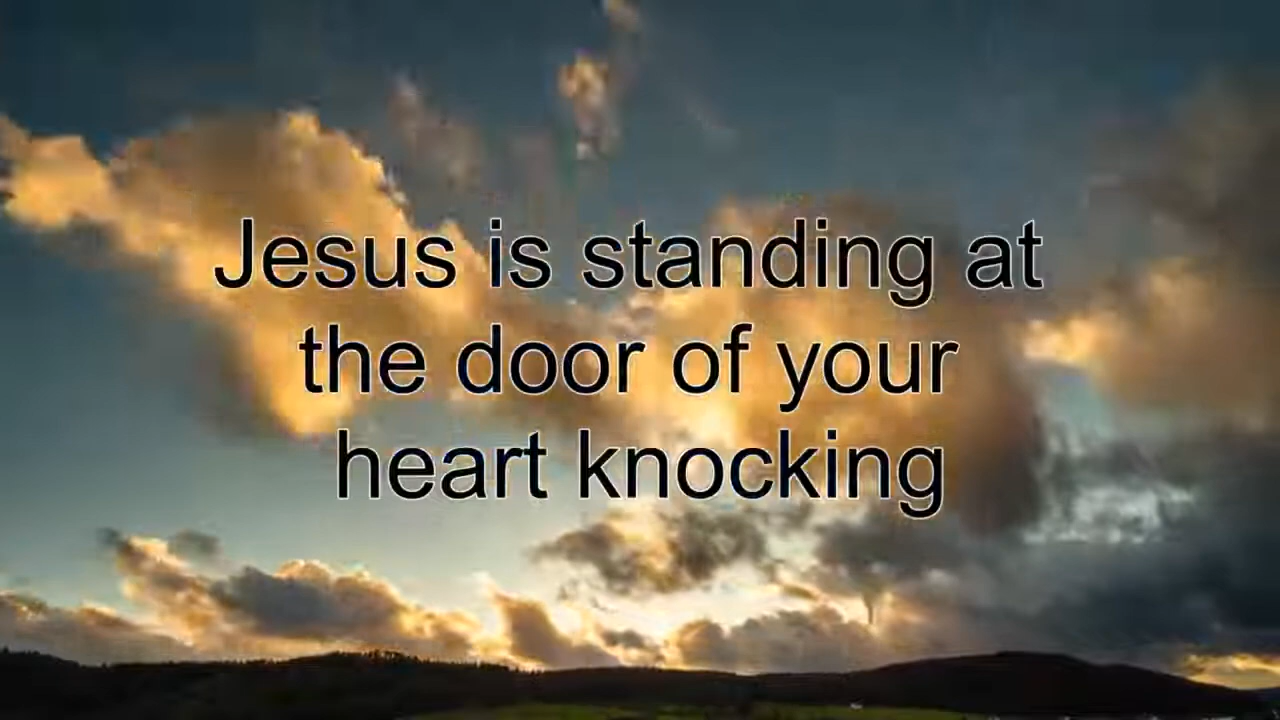 Jesus is standing at
the door of your
heart knocking